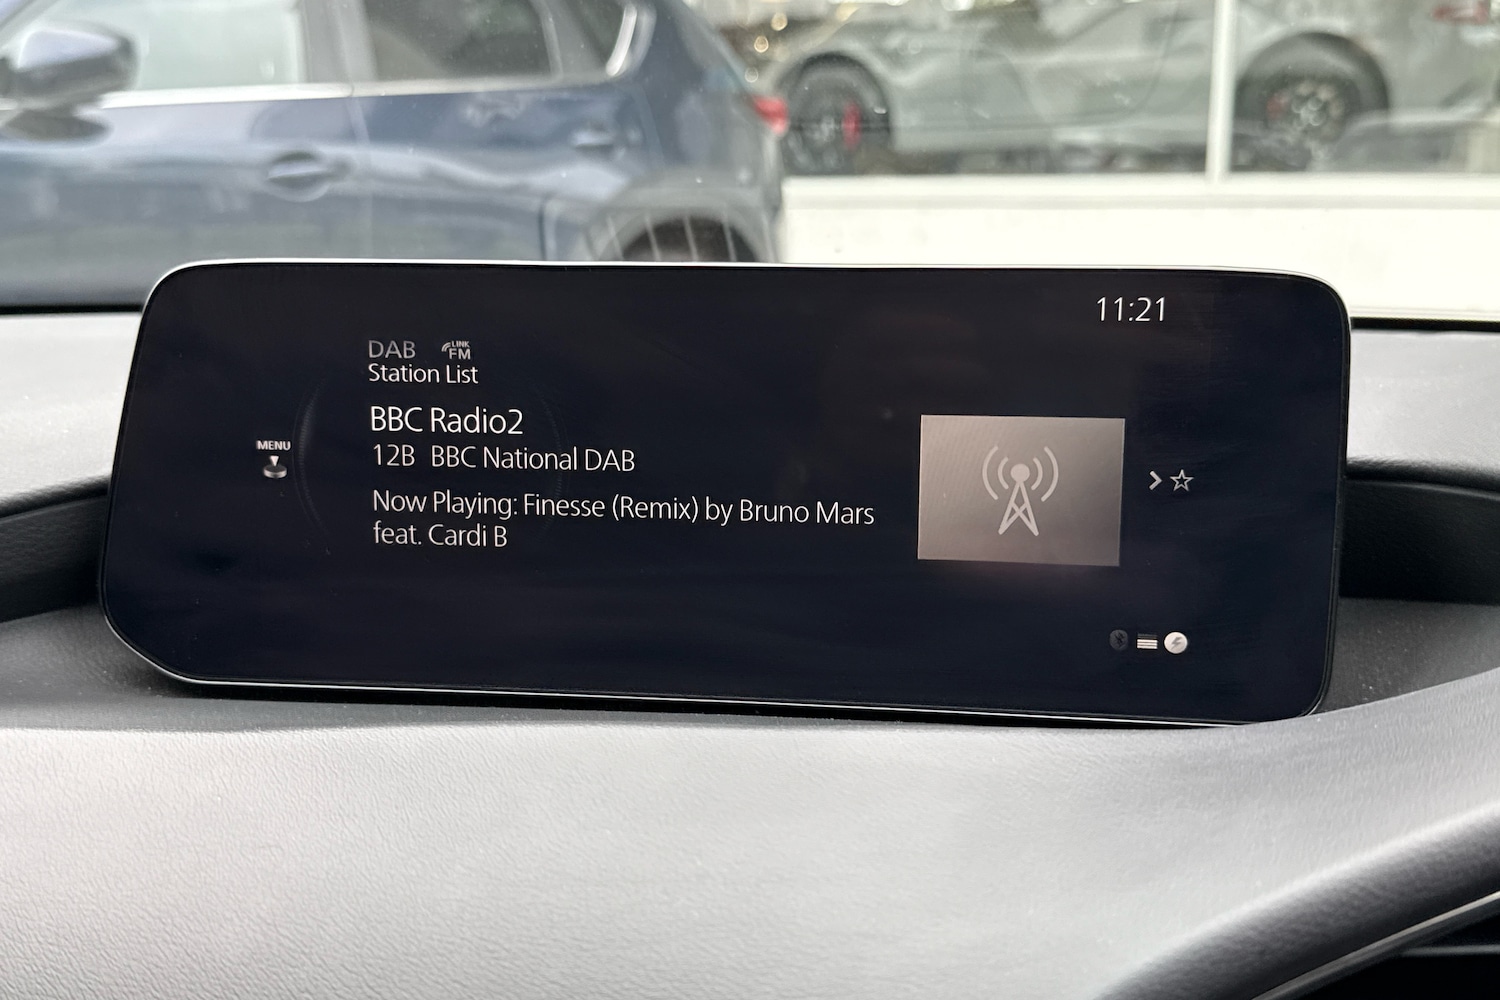 11:21
DAB LINK FM
Station List
BBC Radio2
MENU
12B BBC National DAB
Now Playing: Finesse (Remix) by Bruno Mars
feat. Cardi B